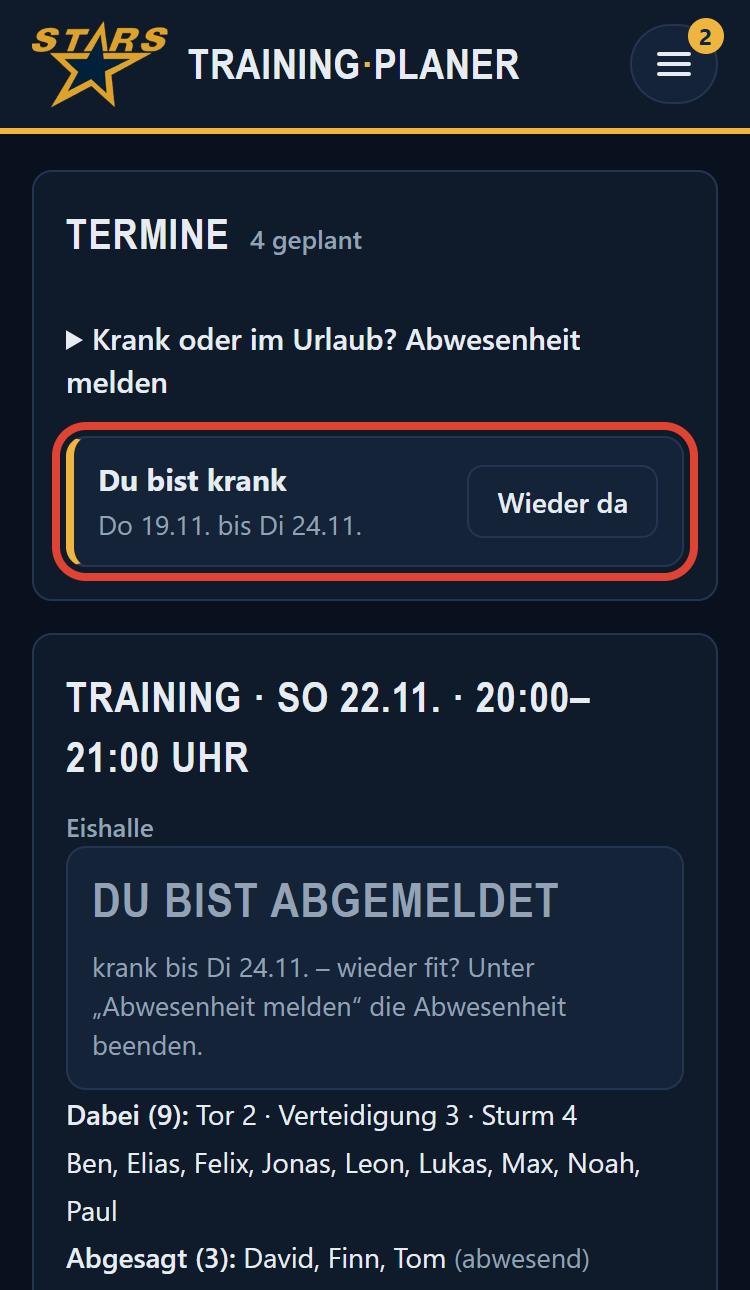 STARS
TRAINING·PLANER
2
TERMINE 4 geplant
▶ Krank oder im Urlaub? Abwesenheit
melden
Du bist krank
Do 19.11. bis Di 24.11.
Wieder da
TRAINING · SO 22.11. · 20:00–
21:00 UHR
Eishalle
DU BIST ABGEMELDET
krank bis Di 24.11. – wieder fit? Unter
„Abwesenheit melden“ die Abwesenheit
beenden.
Dabei (9): Tor 2 · Verteidigung 3 · Sturm 4
Ben, Elias, Felix, Jonas, Leon, Lukas, Max, Noah,
Paul
Abgesagt (3): David, Finn, Tom (abwesend)